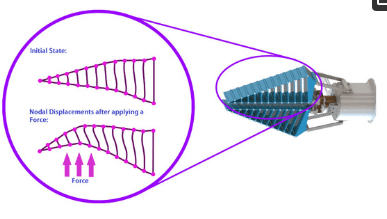 Initial State:
Nodal Displacements after applying a
Force:
Force